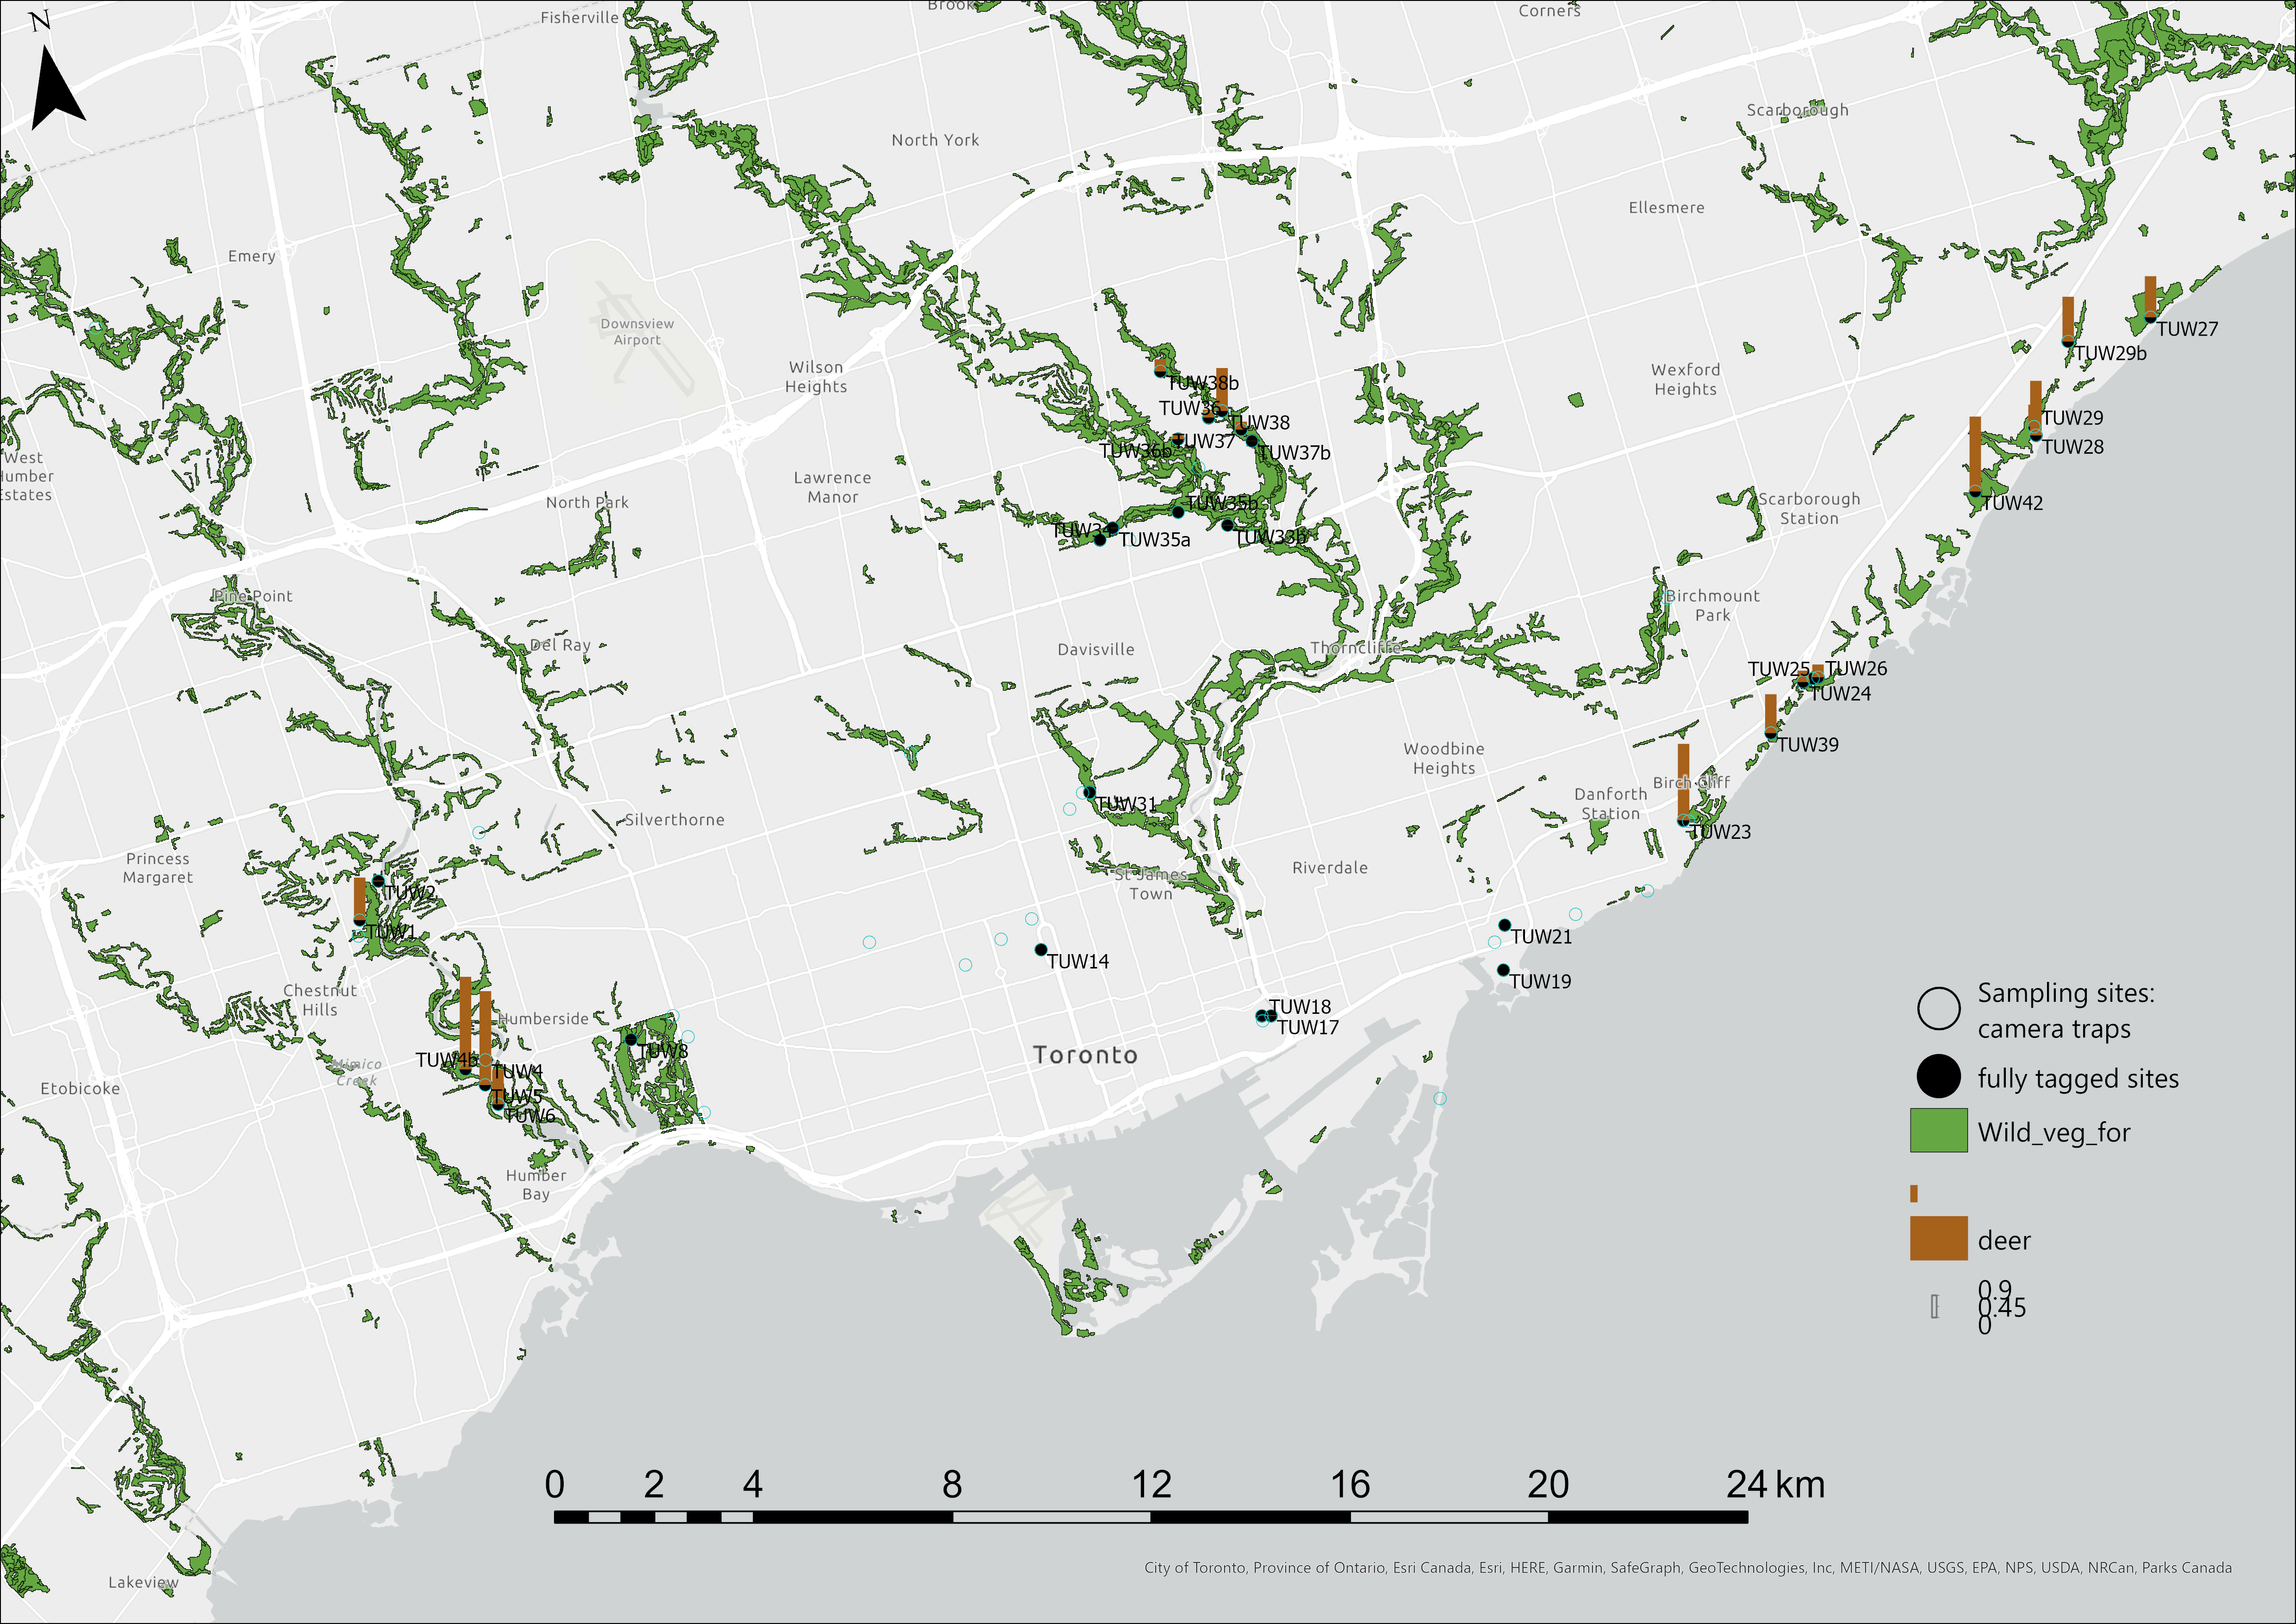 N
Fisherville
Corners
Scarborough
North York
Ellesmere
Emery
Downsview
Airport
TUW27
TUW29b
Wilson
Heights
Wexford
Heights
TUW38b
TUW36
TUW38
TUW29
TUW37
TUW36b
TUW37b
TUW28
West
Humber
Estates
Lawrence
Manor
North Park
Scarborough
Station
TUW42
TUW35b
TUW35a
TUW33b
Pine Point
Birchmount
Park
Del Ray
Davisville
Thorncliffe
TUW25
TUW26
TUW24
TUW39
Woodbine
Heights
Birch Cliff
Danforth
Station
TUW31
Silverthorne
TUW23
Princess
Margaret
Riverdale
St James
Town
TUW2
TUW1
TUW21
TUW14
TUW19
Chestnut
Hills
Humberside
TUW18
TUW17
Sampling sites:
camera traps
Toronto
TUW8
TUW4b
TUW4
Mimico
Creek
Etobicoke
TUW5
TUW6
fully tagged sites
Wild_veg_for
Humber
Bay
deer
0.9
0.45
0
0 2 4 8 12 16 20 24 km
City of Toronto, Province of Ontario, Esri Canada, Esri, HERE, Garmin, SafeGraph, GeoTechnologies, Inc, METI/NASA, USGS, EPA, NPS, USDA, NRCan, Parks Canada
Lakeview